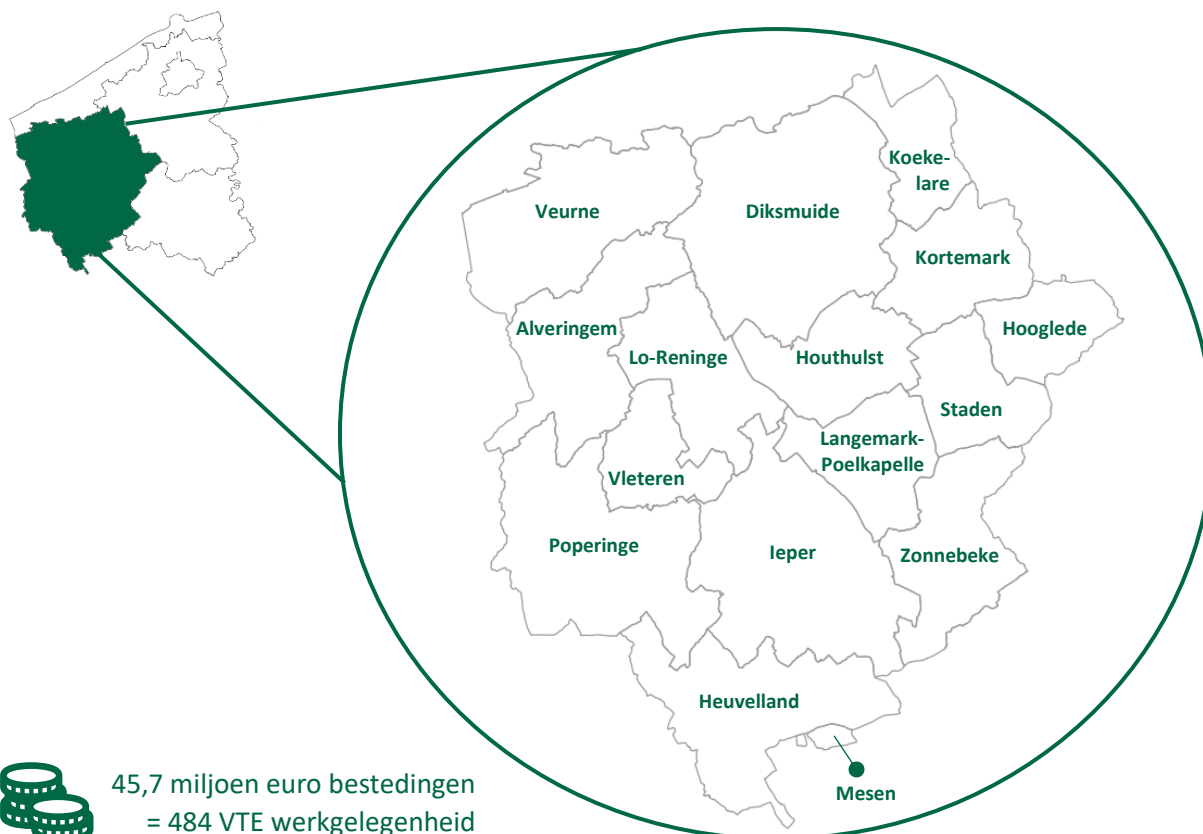 Koeke-
lare
Veurne
Diksmuide
Kortemark
Alveringem
Hooglede
Lo-Reninge
Houthulst
Staden
Langemark-
Poelkapelle
Vleteren
Poperinge
Ieper
Zonnebeke
Heuvelland
Mesen
45,7 miljoen euro bestedingen
= 484 VTE werkgelegenheid